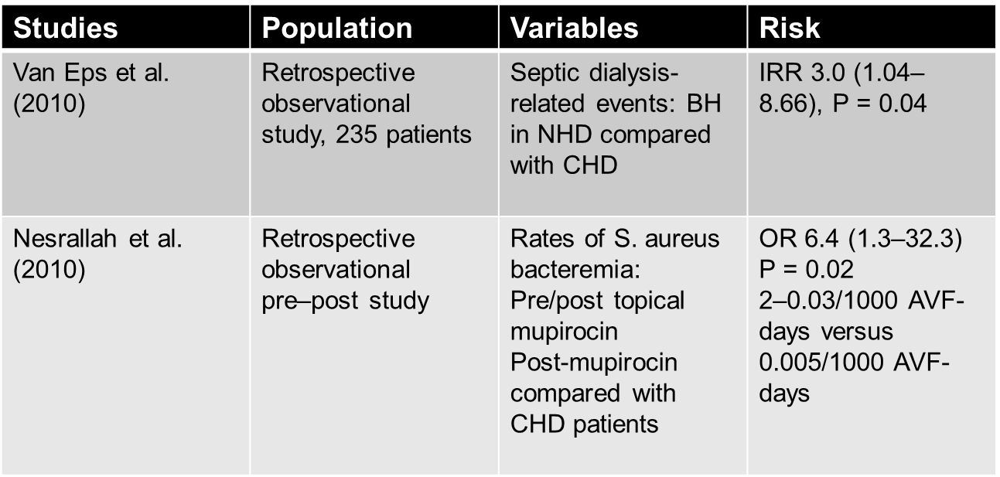 Studies
Population
Variables
Risk
Van Eps et al.
(2010)
Retrospective
observational
study, 235 patients
Septic dialysis-
related events: BH
in NHD compared
with CHD
IRR 3.0 (1.04–
8.66), P = 0.04
Nesrallah et al.
(2010)
Retrospective
observational
pre–post study
Rates of S. aureus
bacteremia:
Pre/post topical
mupirocin
Post-mupirocin
compared with
CHD patients
OR 6.4 (1.3–32.3)
P = 0.02
2–0.03/1000 AVF-
days versus
0.005/1000 AVF-
days